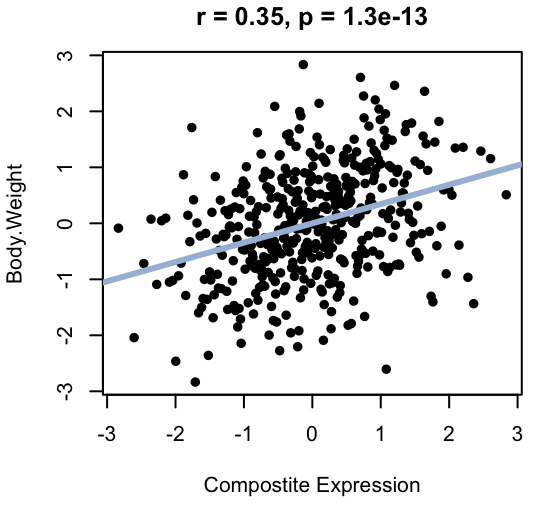 r = 0.35, p = 1.3e-13
3
2
1
0
-1
-2
-3
Body.Weight
-3 -2 -1 0 1 2 3
Compostite Expression